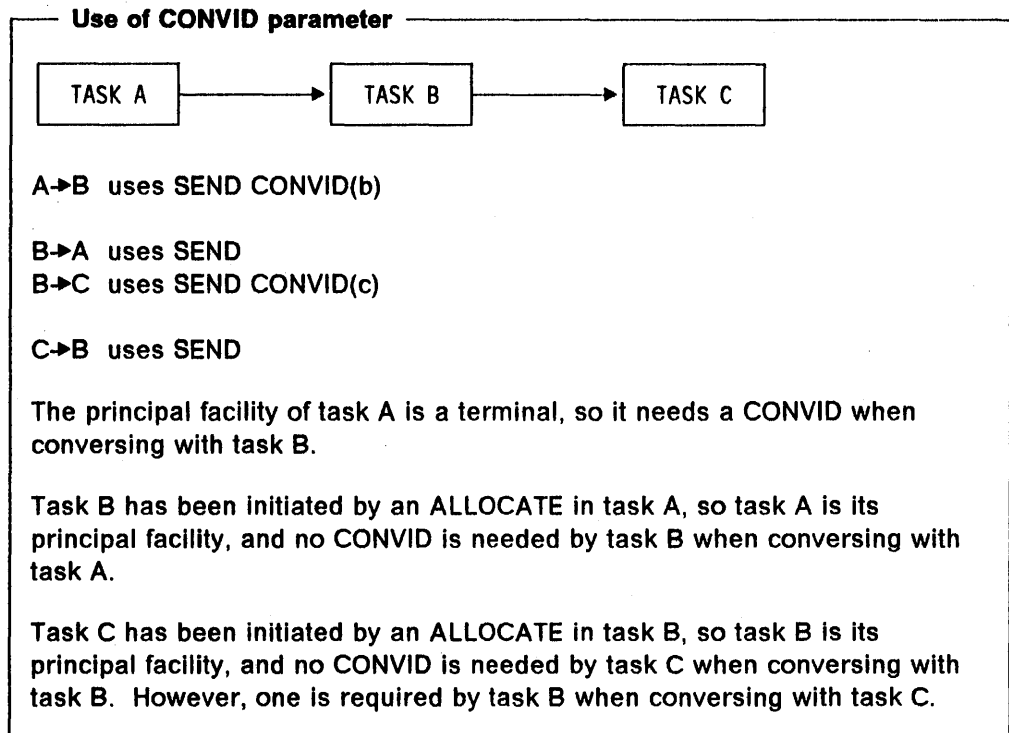 Use of CONVID parameter
TASK A TASK B TASK C
A→B uses SEND CONVID(b)
B→A uses SEND
B→C uses SEND CONVID(c)
C→B uses SEND
The principal facility of task A is a terminal, so it needs a CONVID when
conversing with task B.
Task B has been initiated by an ALLOCATE in task A, so task A is its
principal facility, and no CONVID is needed by task B when conversing with
task A.
Task C has been initiated by an ALLOCATE in task B, so task B is its
principal facility, and no CONVID is needed by task C when conversing with
task B. However, one is required by task B when conversing with task C.